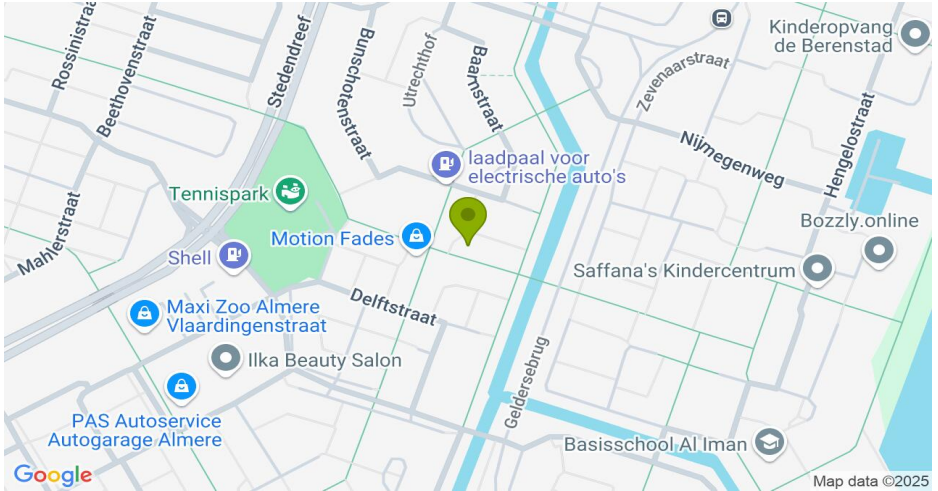 Rossinistraat
Beethovenstraat
Stedendreef
Bunschotenstraat
Utrechthof
Baarnstraat
Zevenaarstraat
Kinderopvang
de Berenstad
Nijmegenweg
Hengelostraat
laadpaal voor
electrische auto's
Tennispark
Mahlerstraat
Motion Fades
Shell
Bozzly.online
Saffana's Kindercentrum
Delftstraat
Maxi Zoo Almere
Vlaardingenstraat
Ilka Beauty Salon
Geldersebrug
PAS Autoservice
Autogarage Almere
Basisschool Al Iman
Google
Map data ©2025